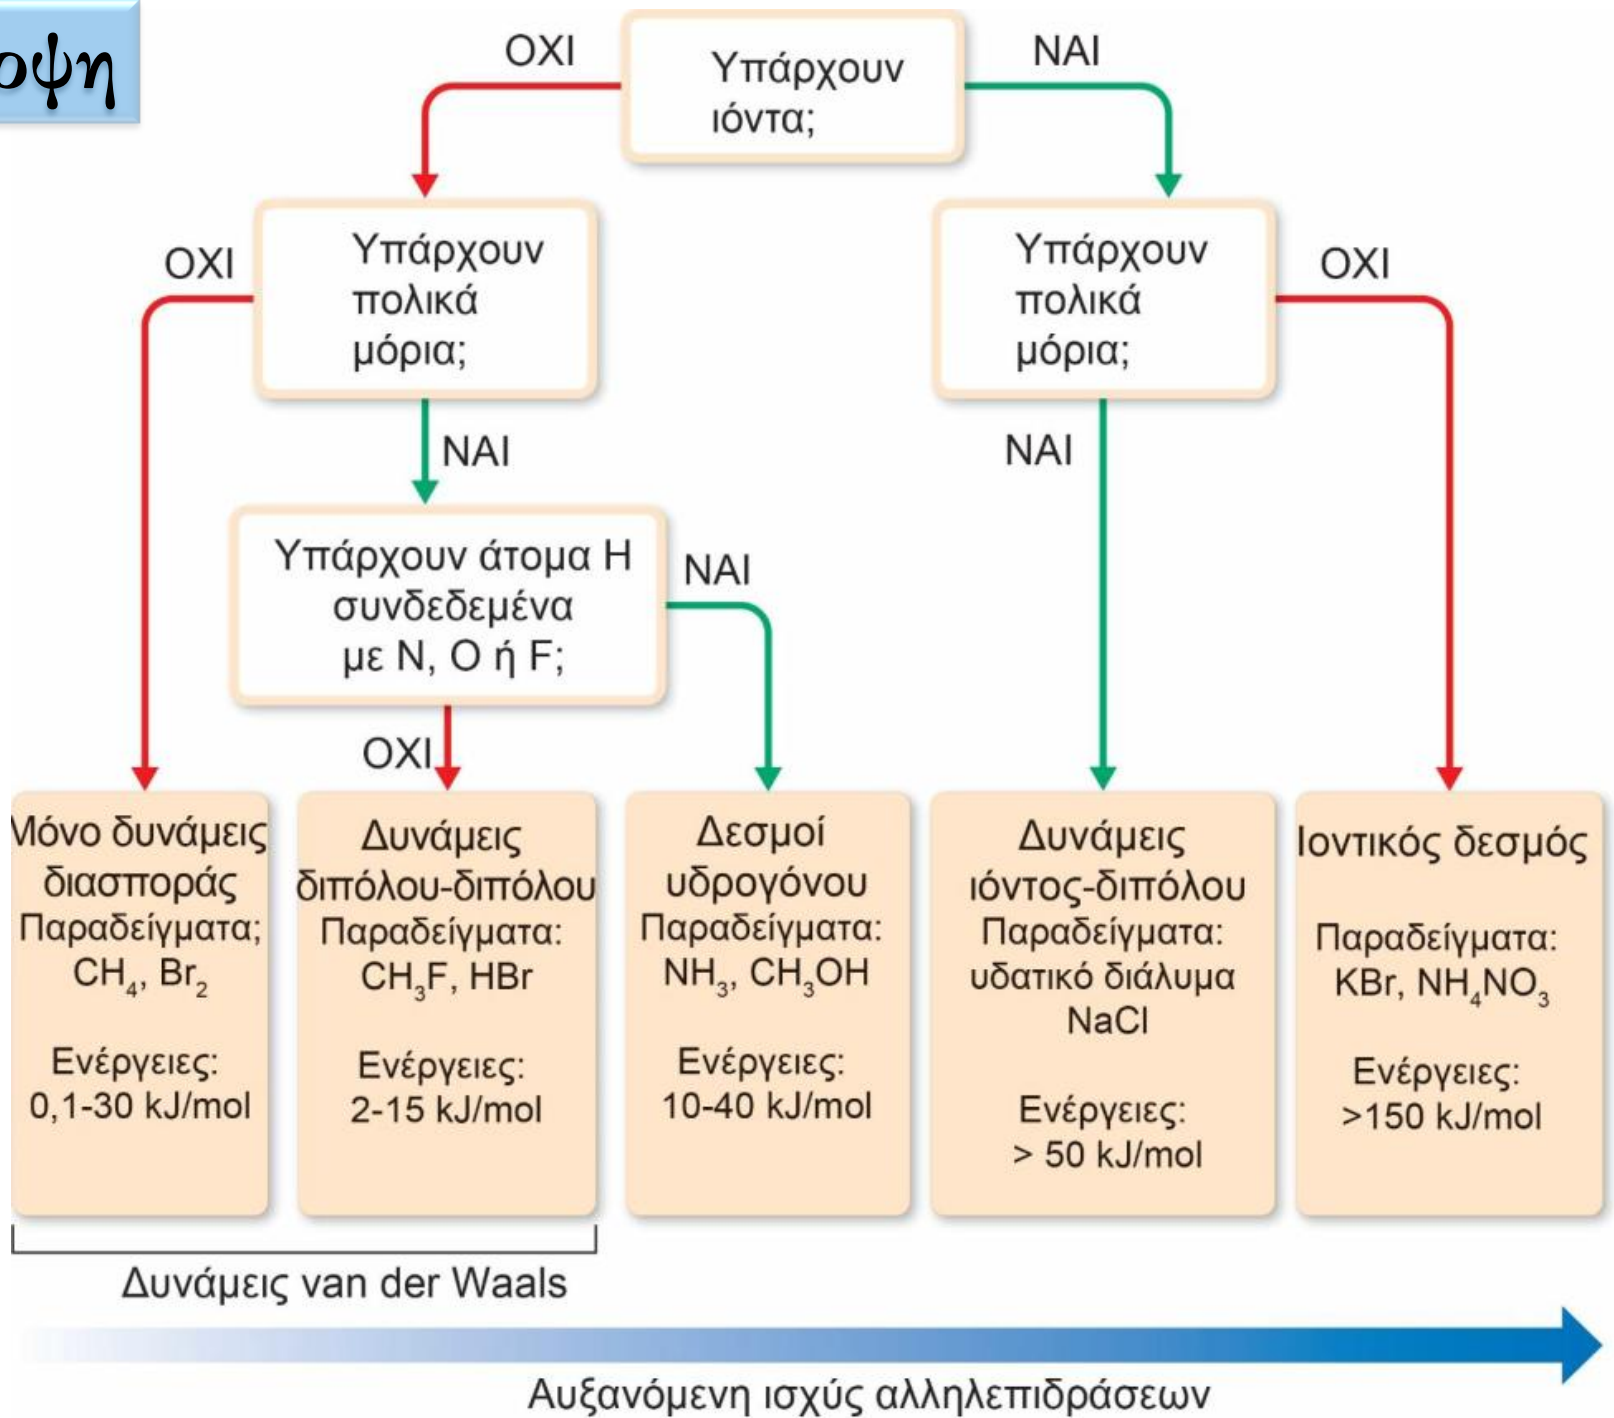 οψη
Υπάρχουν
ιόντα;
ΟΧΙ
ΝΑΙ
Υπάρχουν
πολικά
μόρια;
Υπάρχουν
πολικά
μόρια;
ΟΧΙ
ΝΑΙ
ΝΑΙ
ΟΧΙ
Υπάρχουν άτομα Η
συνδεδεμένα
με Ν, Ο ή F;
ΝΑΙ
ΟΧΙ
Μόνο δυνάμεις
διασποράς
Παραδείγματα;
CH₄, Br₂
Ενέργειες:
0,1-30 kJ/mol
Δυνάμεις
διπόλου-διπόλου
Παραδείγματα:
CH₃F, HBr
Ενέργειες:
2-15 kJ/mol
Δεσμοί
υδρογόνου
Παραδείγματα:
NH₃, CH₃OH
Ενέργειες:
10-40 kJ/mol
Δυνάμεις
ιόντος-διπόλου
Παραδείγματα:
υδατικό διάλυμα
NaCl
Ενέργειες:
> 50 kJ/mol
Ιοντικός δεσμός
Παραδείγματα:
KBr, NH₄NO₃
Ενέργειες:
>150 kJ/mol
Δυνάμεις van der Waals
Αυξανόμενη ισχύς αλληλεπιδράσεων